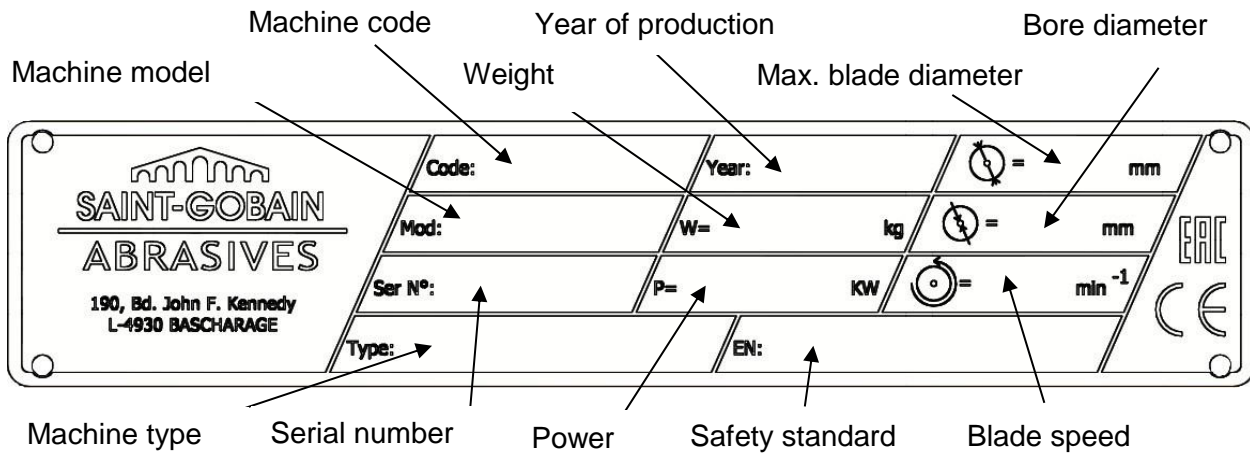 Machine code
Year of production
Bore diameter
Machine model
Weight
Max. blade diameter
SAINT-GOBAIN
ABRASIVES
190, Bd. John F. Kennedy
L-4930 BASCHARAGE
Code:
Year:
= mm
Mod:
W= kg
= mm
Ser Nº:
P= KW
= min -1
Type:
EN:
EAC
CE
Machine type
Serial number
Power
Safety standard
Blade speed